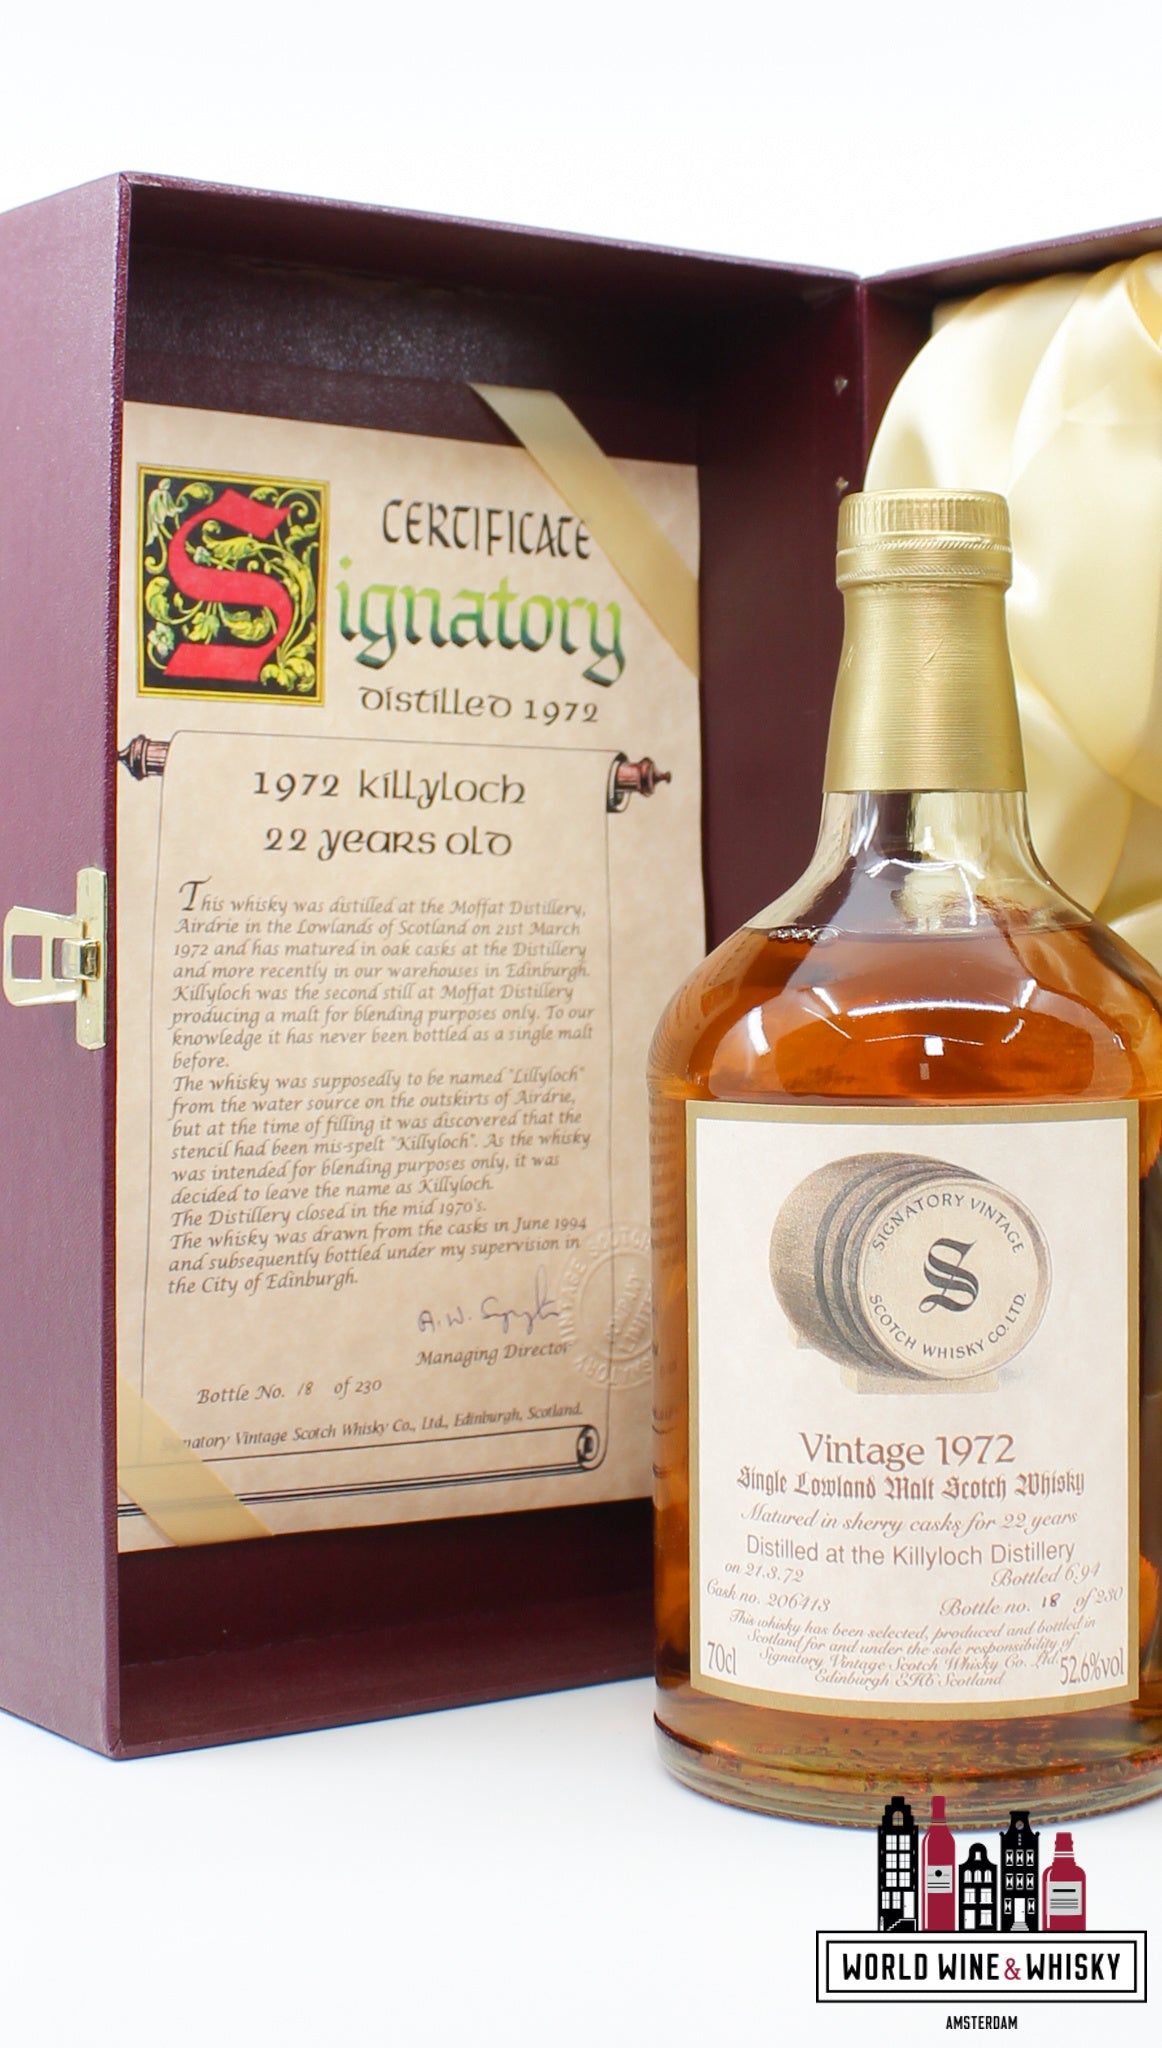 CERTIFICATE
Signatory
distilled 1972
1972 killyloch
22 years old
This whisky was distilled at the Moffat Distillery,
Airdrie in the Lowlands of Scotland on 21st March
1972 and has matured in oak casks at the Distillery
and more recently in our warehouses in Edinburgh.
Killyloch was the second still at Moffat Distillery
producing a malt for blending purposes only. To our
knowledge it has never been bottled as a single malt
before.
The whisky was supposedly to be named "Lillyloch"
from the water source on the outskirts of Airdrie,
but at the time of filling it was discovered that the
stencil had been mis-spelt "Killyloch". As the whisky
was intended for blending purposes only, it was
decided to leave the name as Killyloch.
The Distillery closed in the mid 1970's.
The whisky was drawn from the casks in June 1994
and subsequently bottled under my supervision in
the City of Edinburgh.
A.W.
Managing Director
Bottle No. 18 of 230
Signatory Vintage Scotch Whisky Co., Ltd., Edinburgh, Scotland.
SIGNATORY VINTAGE
S
SCOTCH WHISKY CO. LTD.
Vintage 1972
Single Lowland Malt Scotch Whisky
Matured in sherry casks for 22 years
Distilled at the Killyloch Distillery
on 21.3.72 Bottled 6.94
Cask no. 206413 Bottle no. 18 of 230
This whisky has been selected, produced and bottled in
Scotland for and under the sole responsibility of
Signatory Vintage Scotch Whisky Co. Ltd.
Edinburgh EH6 Scotland
70cl 52.6%vol
WORLD WINE & WHISKY
AMSTERDAM